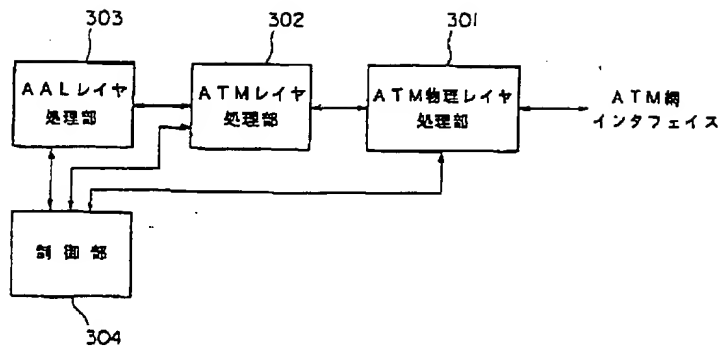 303
302
301
AALレイヤ
処理部
ATMレイヤ
処理部
ATM物理レイヤ
処理部
ATM網
インタフェイス
制御部
304